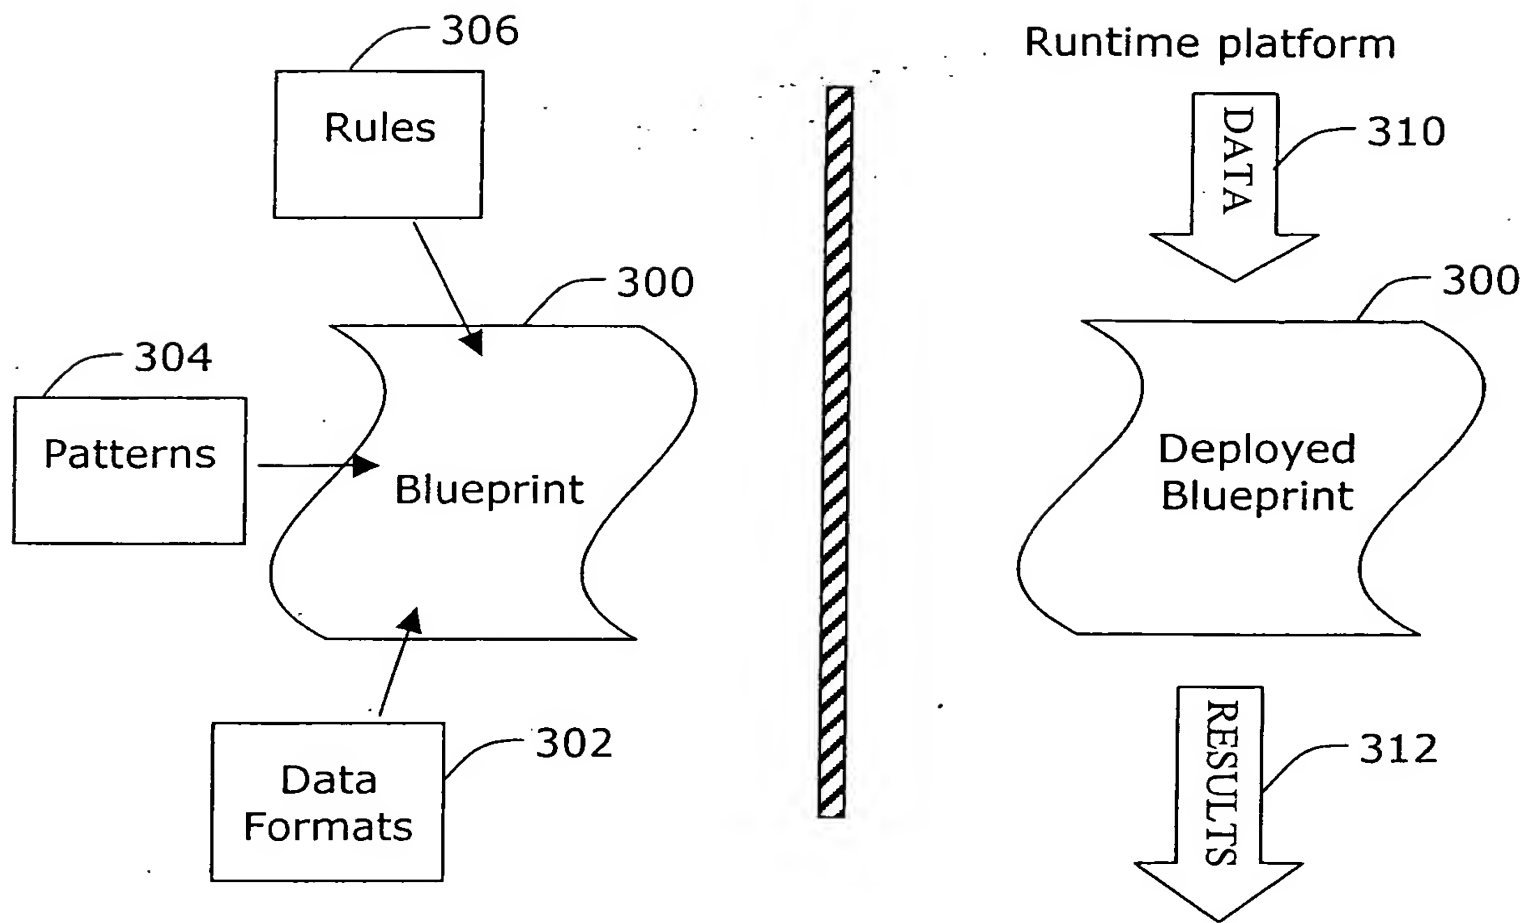 306
Rules
300
304
Patterns
Blueprint
302
Data
Formats
Runtime platform
DATA
310
300
Deployed
Blueprint
RESULTS
312